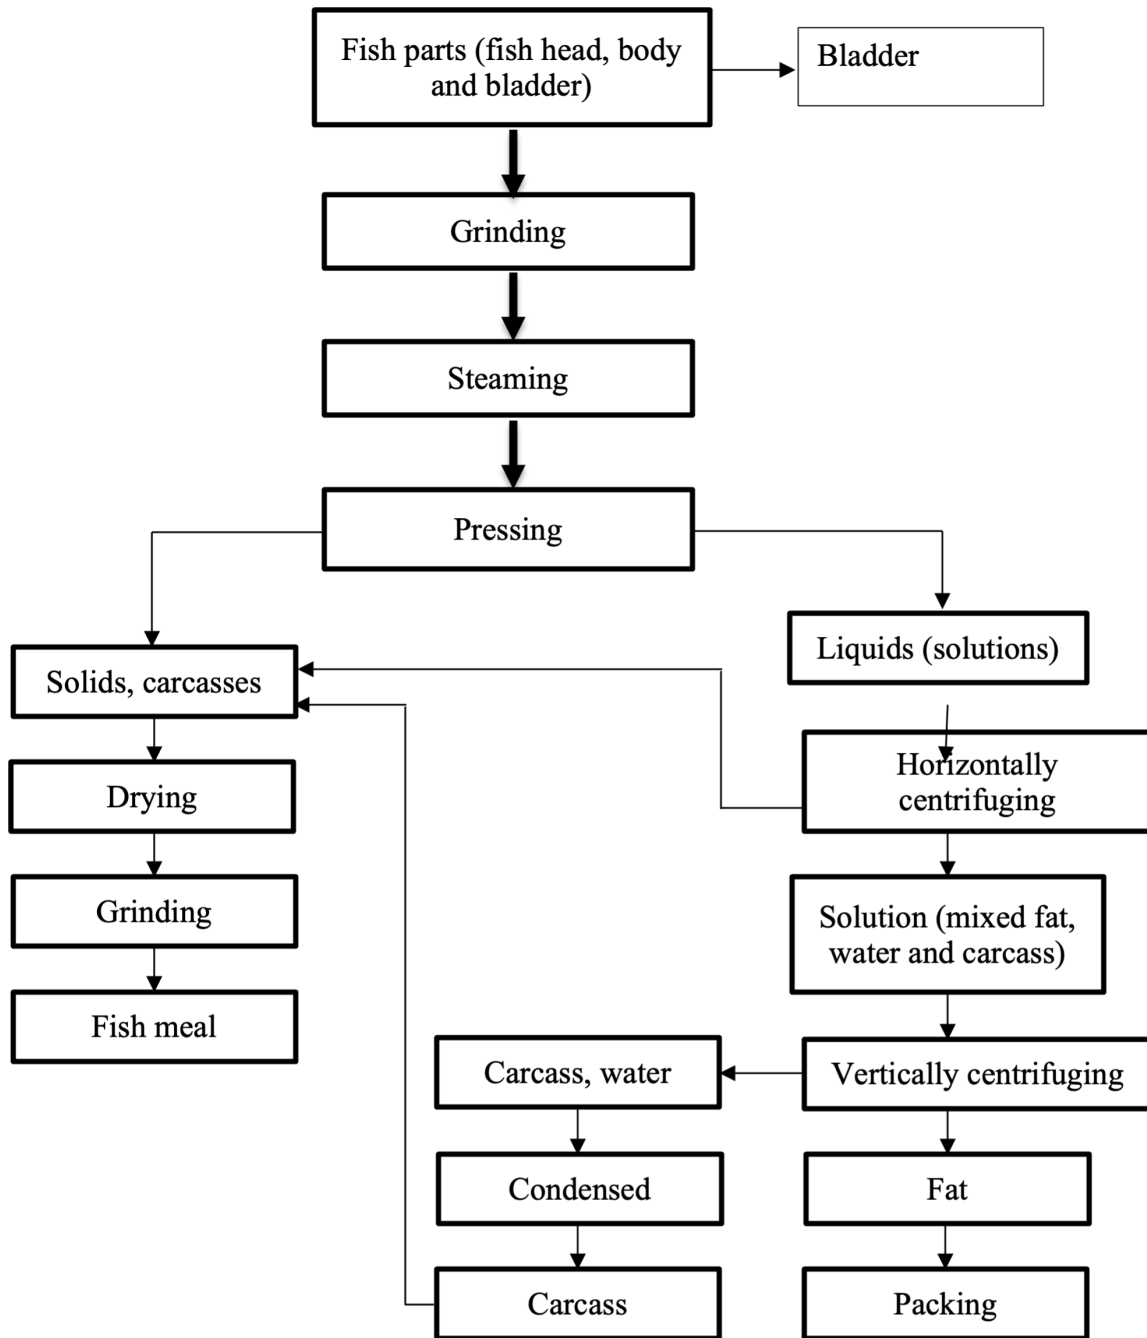 Fish parts (fish head, body
and bladder)
Bladder
Grinding
Steaming
Pressing
Liquids (solutions)
Solids, carcasses
Horizontally
centrifuging
Drying
Grinding
Solution (mixed fat,
water and carcass)
Fish meal
Carcass, water
Vertically centrifuging
Condensed
Fat
Carcass
Packing